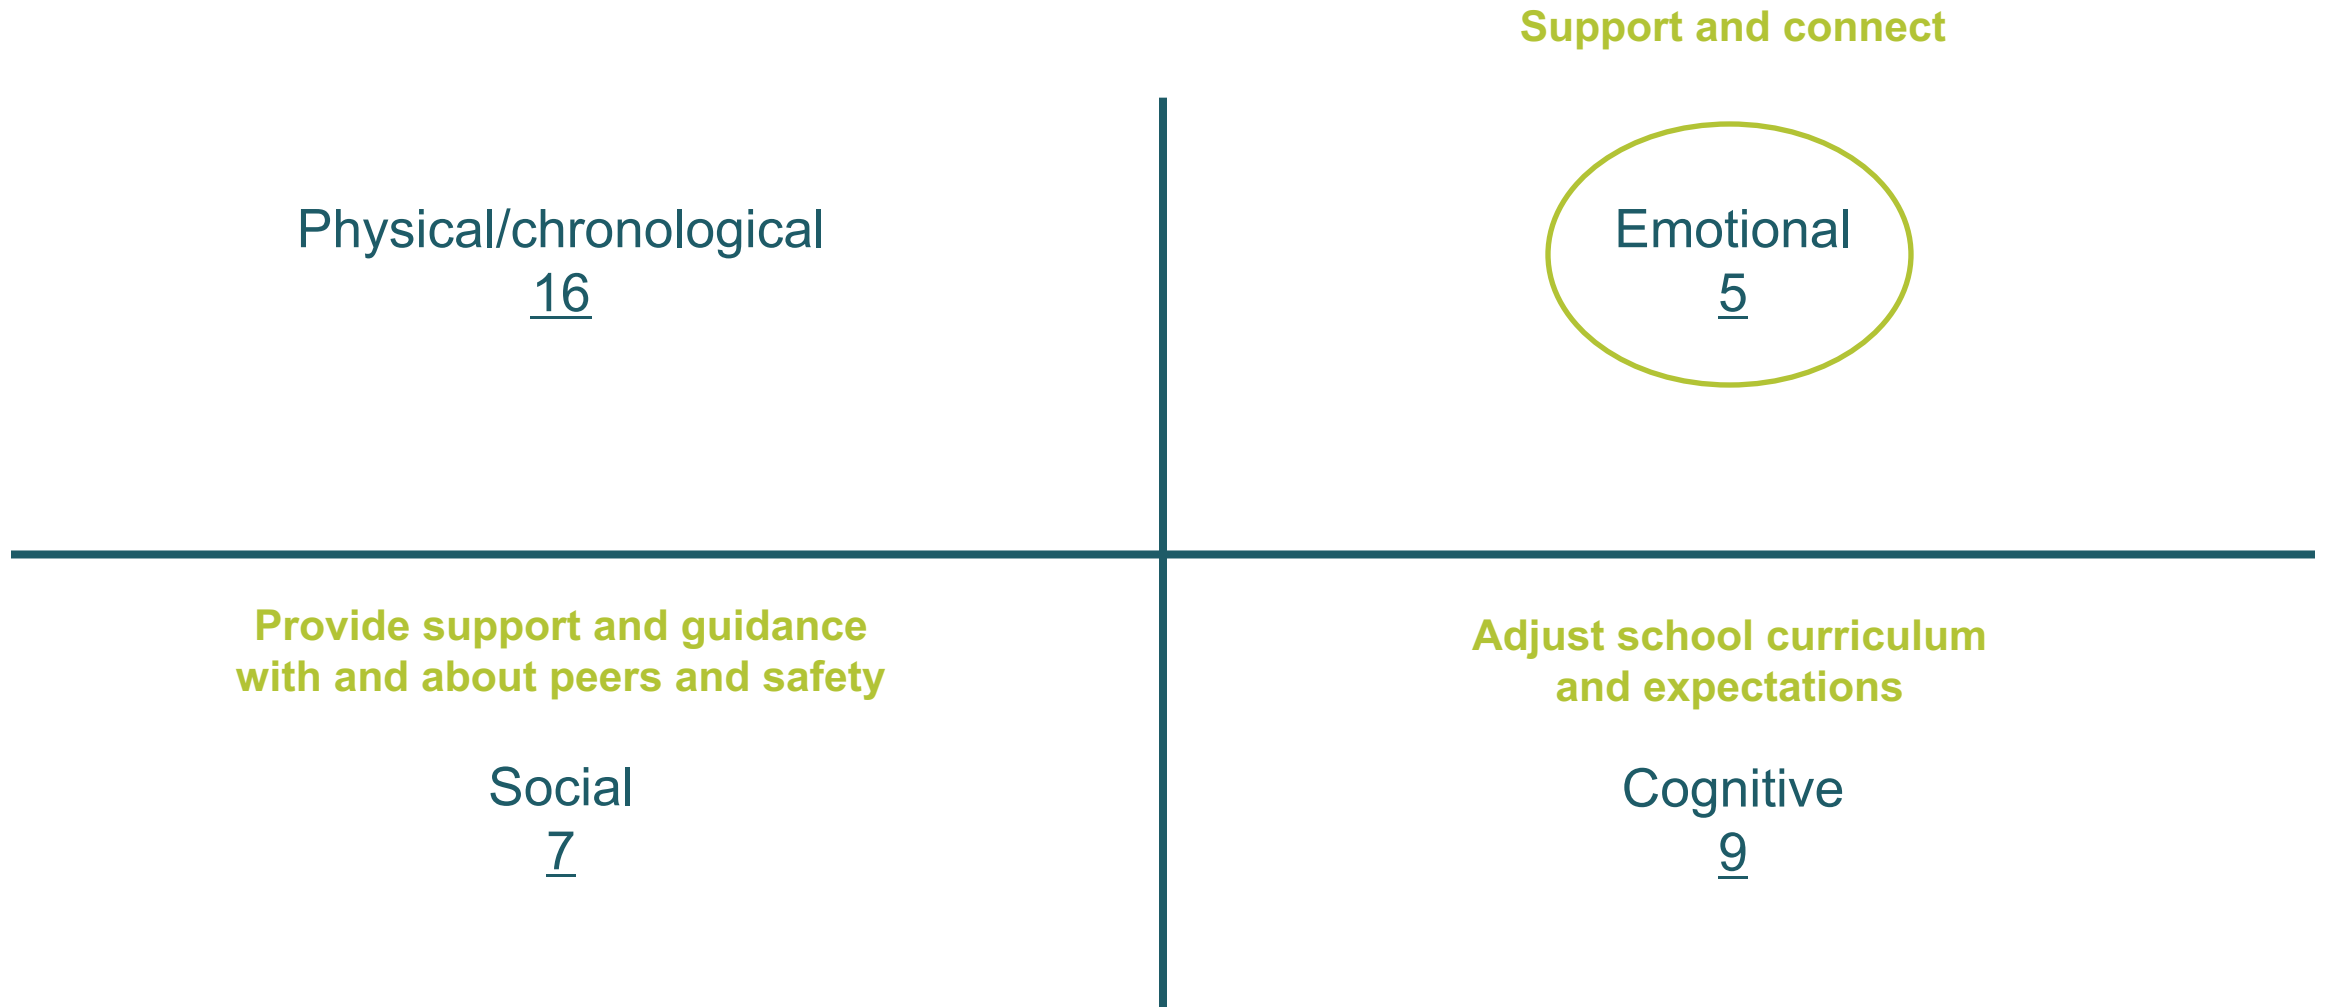 Support and connect
Physical/chronological
16
Emotional
5
Provide support and guidance
with and about peers and safety
Social
7
Adjust school curriculum
and expectations
Cognitive
9